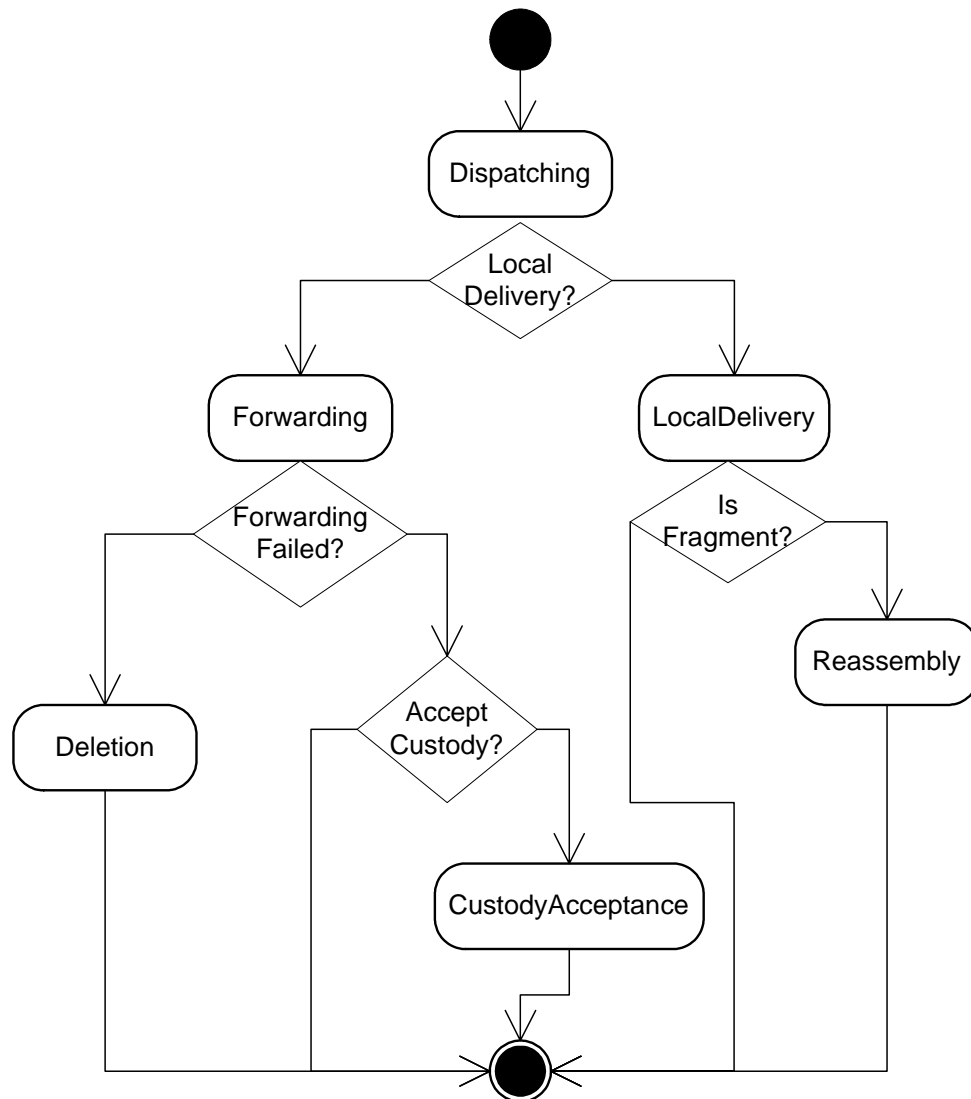 Dispatching
Local
Delivery?
Forwarding
LocalDelivery
Forwarding
Failed?
Is
Fragment?
Reassembly
Deletion
Accept
Custody?
CustodyAcceptance